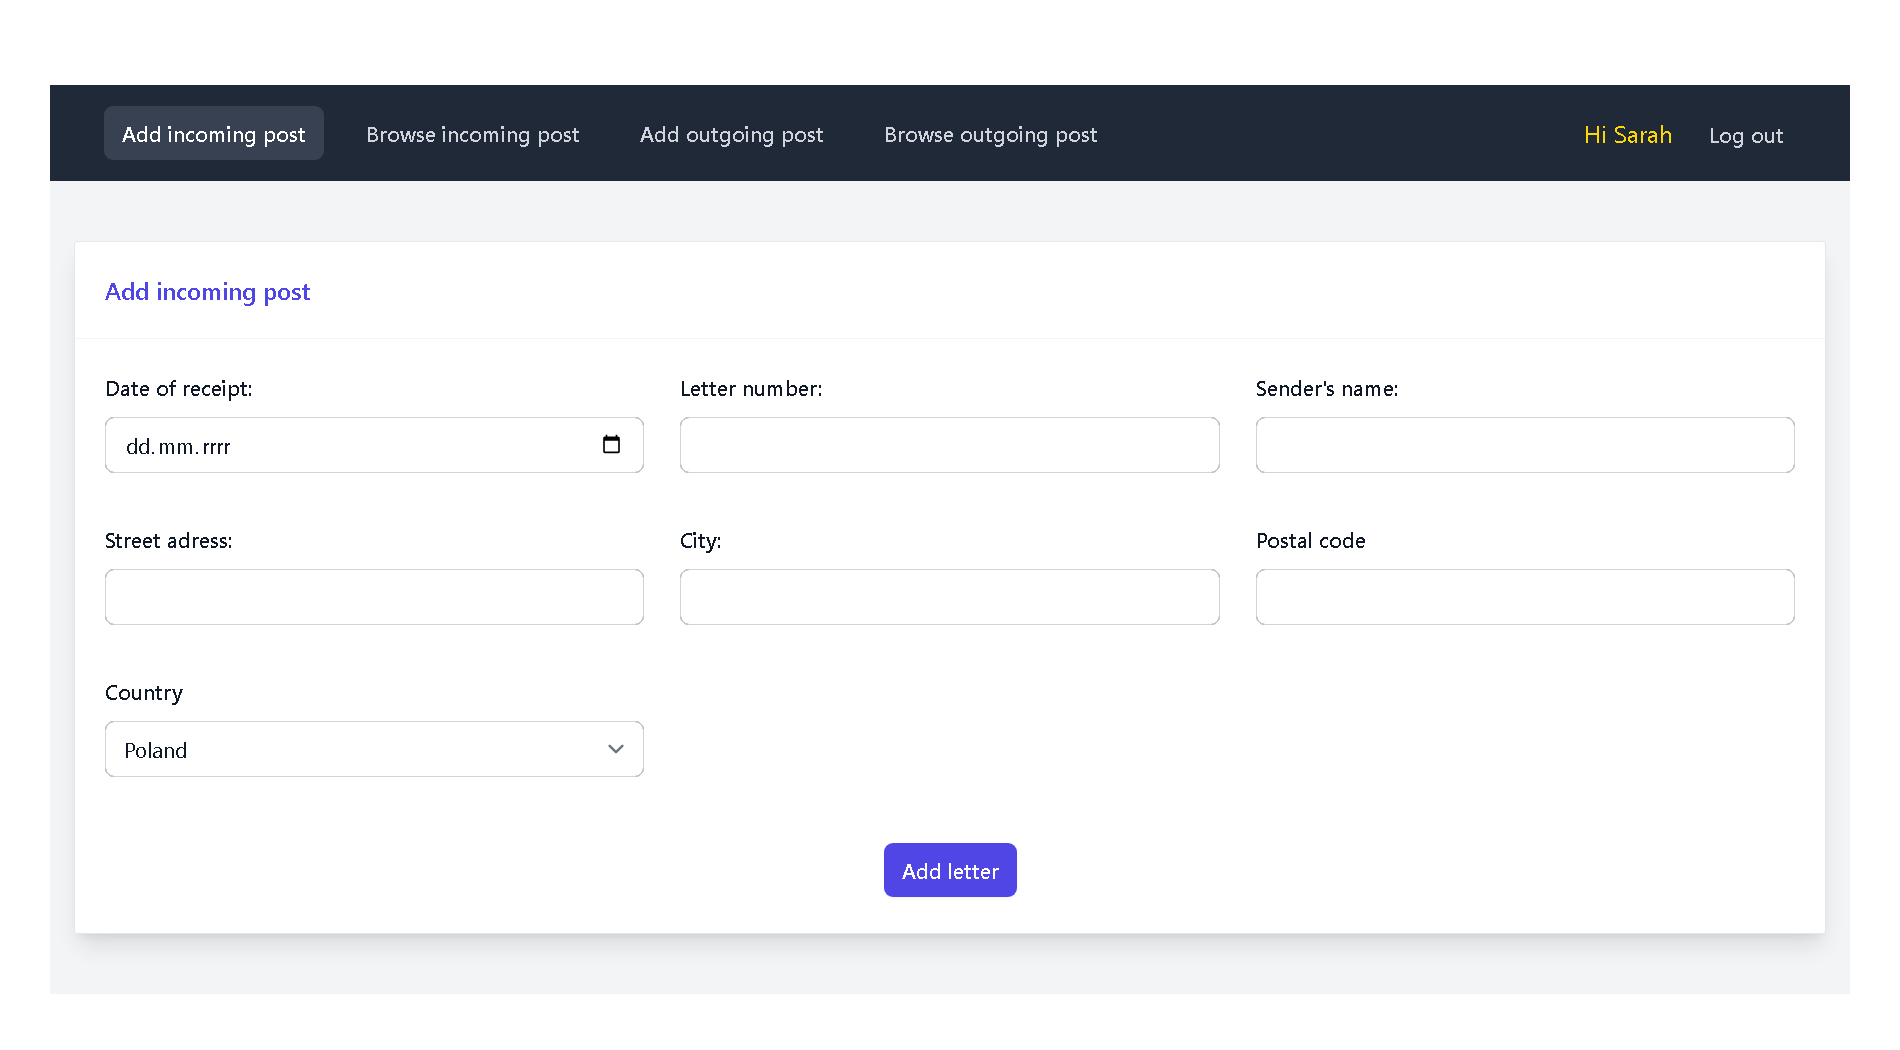 Add incoming post Browse incoming post Add outgoing post Browse outgoing post Hi Sarah Log out
Add incoming post
Date of receipt: Letter number: Sender's name:
dd.mm.rrrr
Street adress: City: Postal code
Country
Poland
Add letter